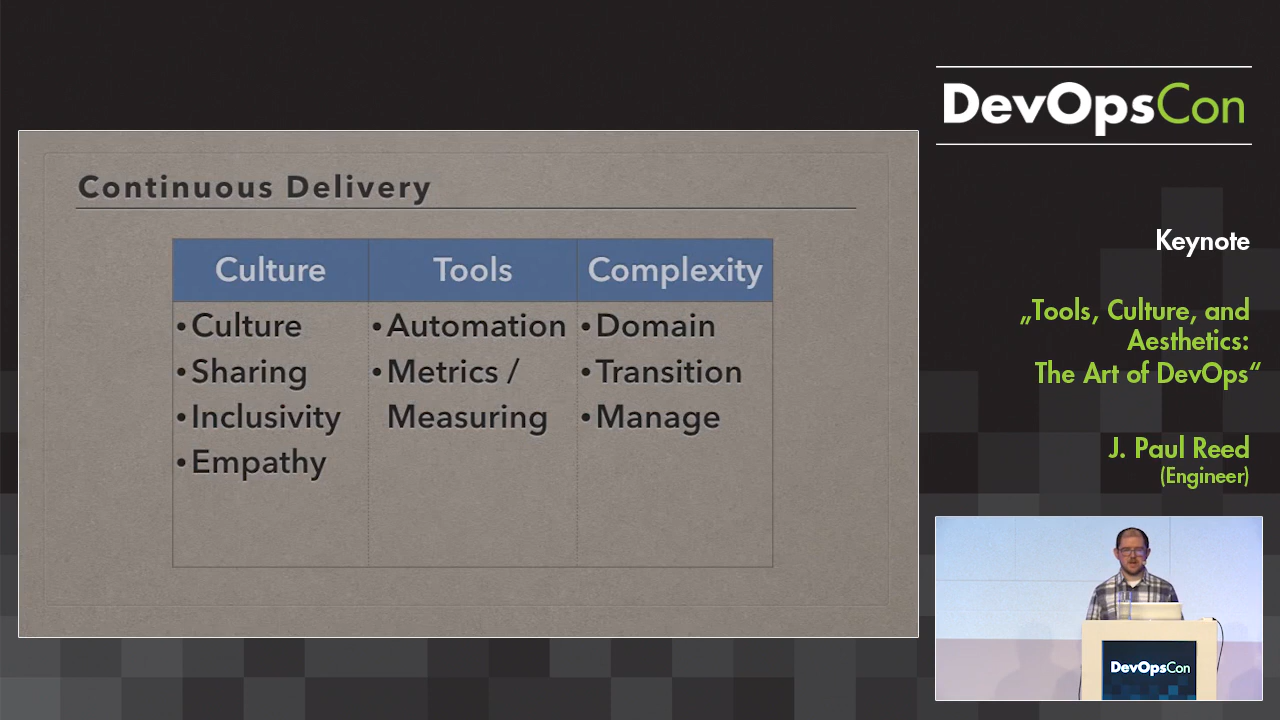 DevOpsCon
Continuous Delivery
Culture
Tools
Complexity
•Culture
•Sharing
•Inclusivity
•Empathy
•Automation
•Metrics /
Measuring
•Domain
•Transition
•Manage
Keynote
„Tools, Culture, and
Aesthetics:
The Art of DevOps“
J. Paul Reed
(Engineer)
DevOpsCon